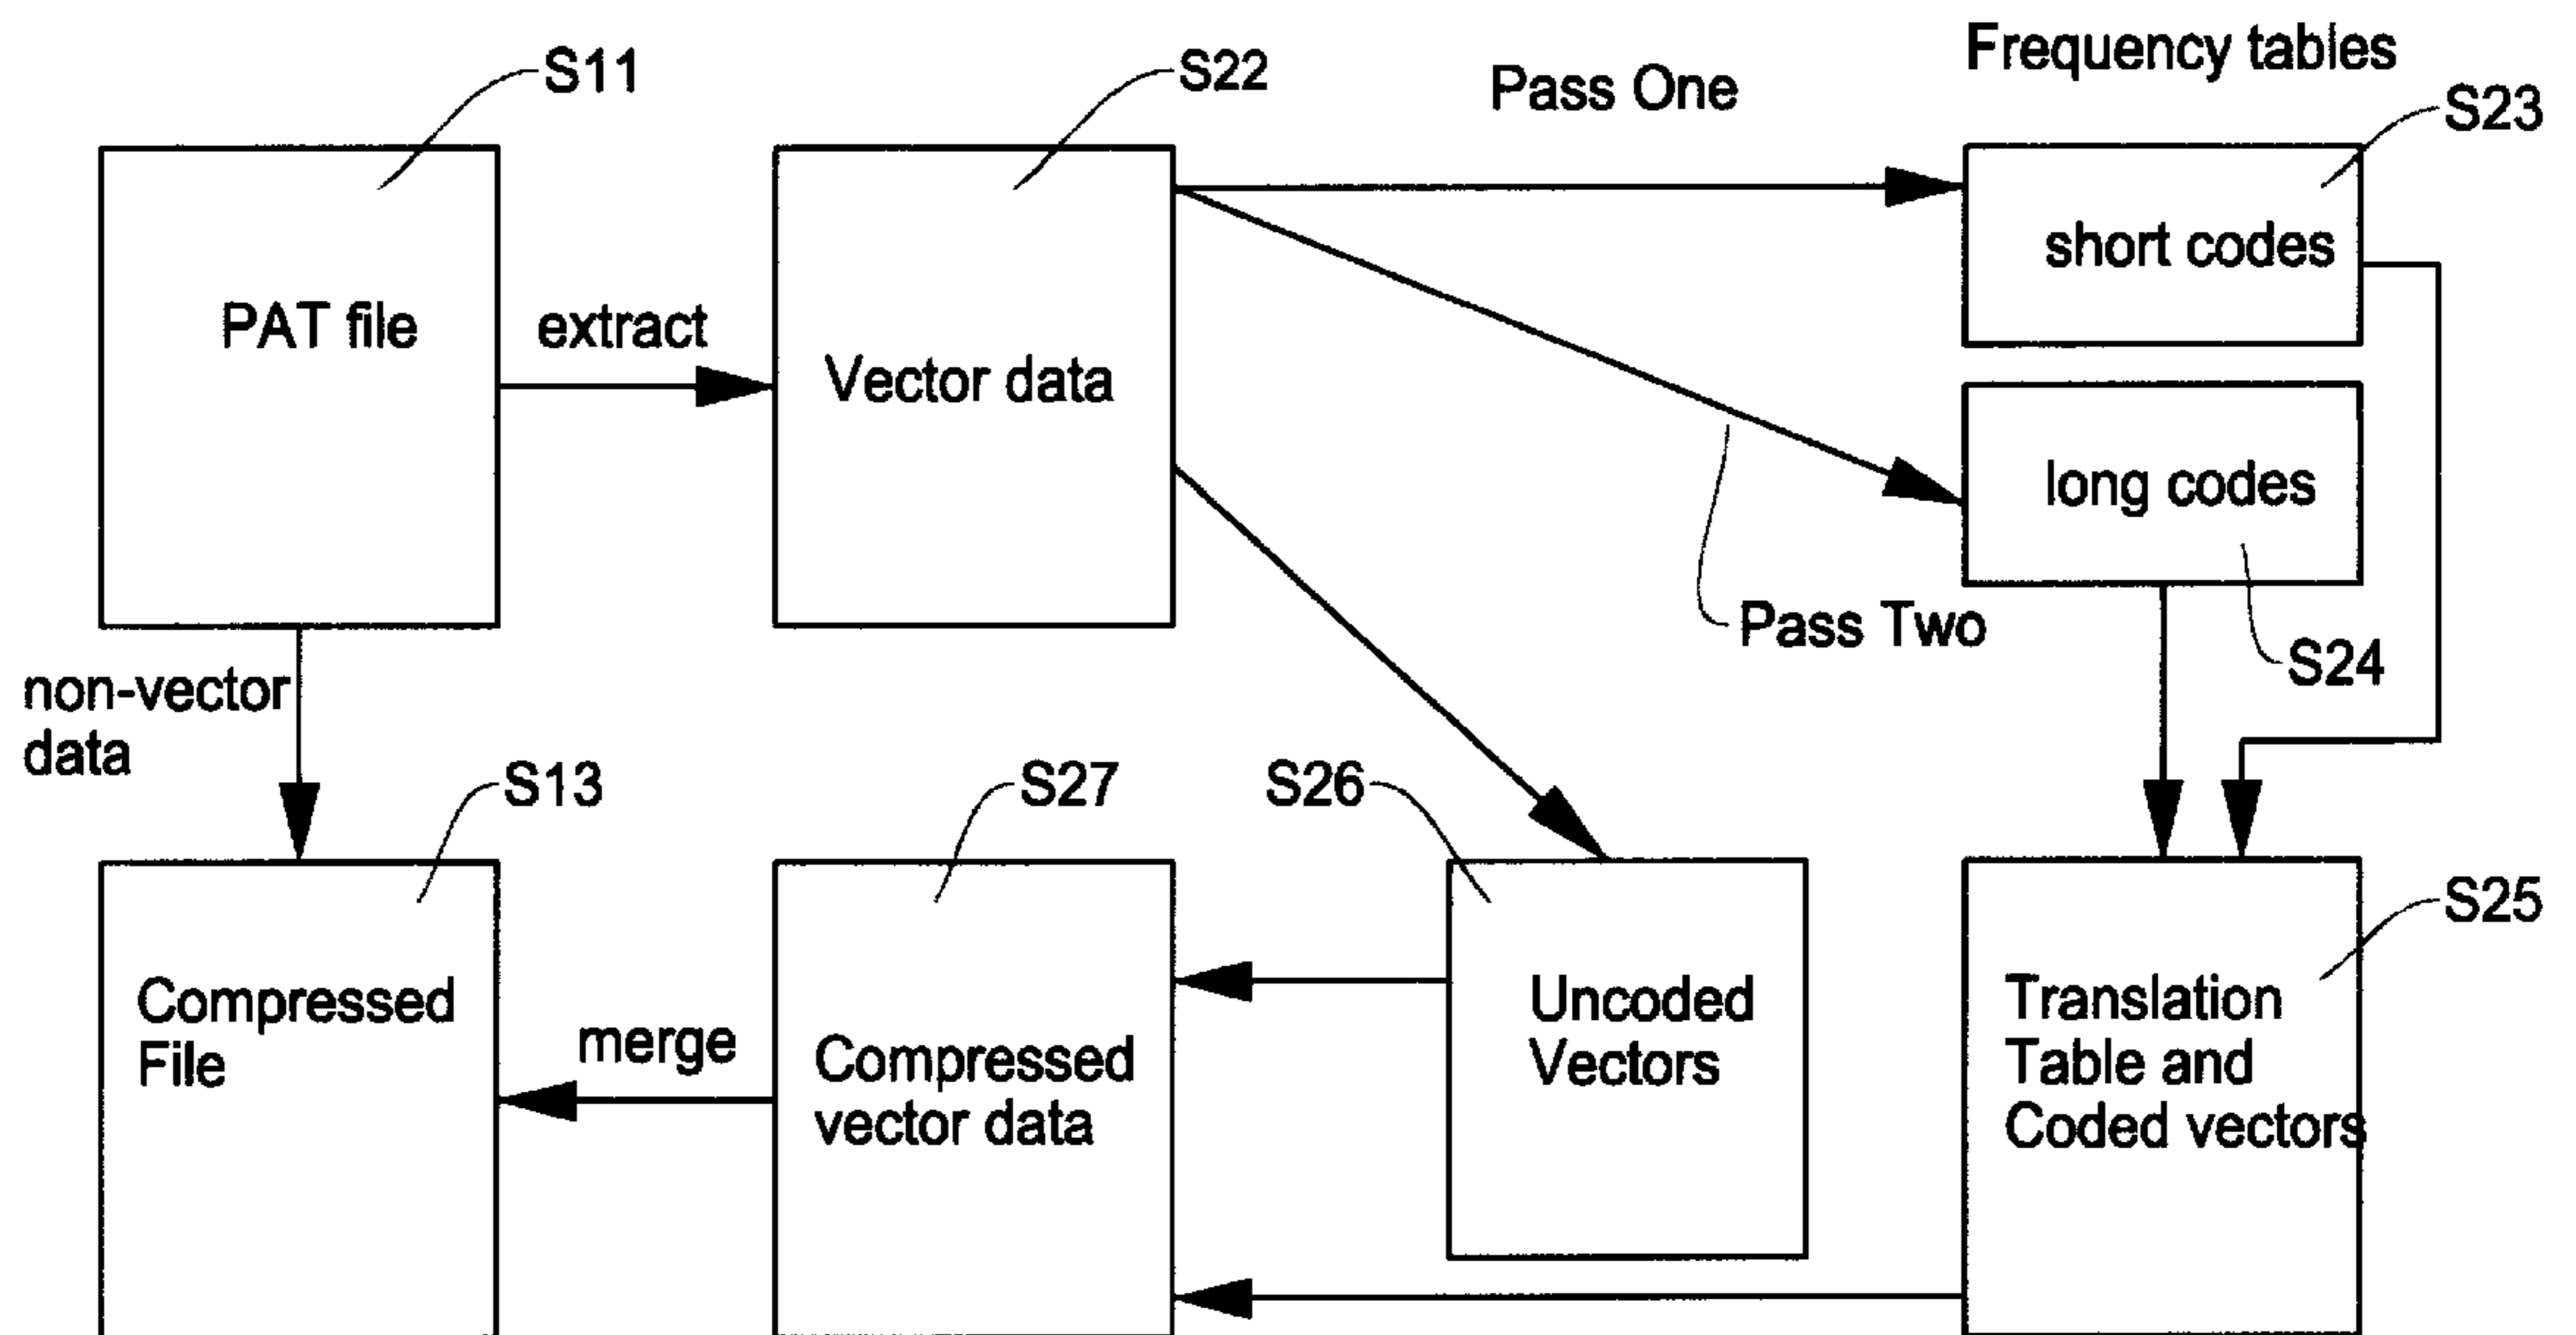 Frequency tables
S11
S22
Pass One
S23
short codes
PAT file
extract
Vector data
long codes
Pass Two
S24
non-vector
data
S13
S27
S26
S25
Compressed
File
merge
Compressed
vector data
Uncoded
Vectors
Translation
Table and
Coded vectors